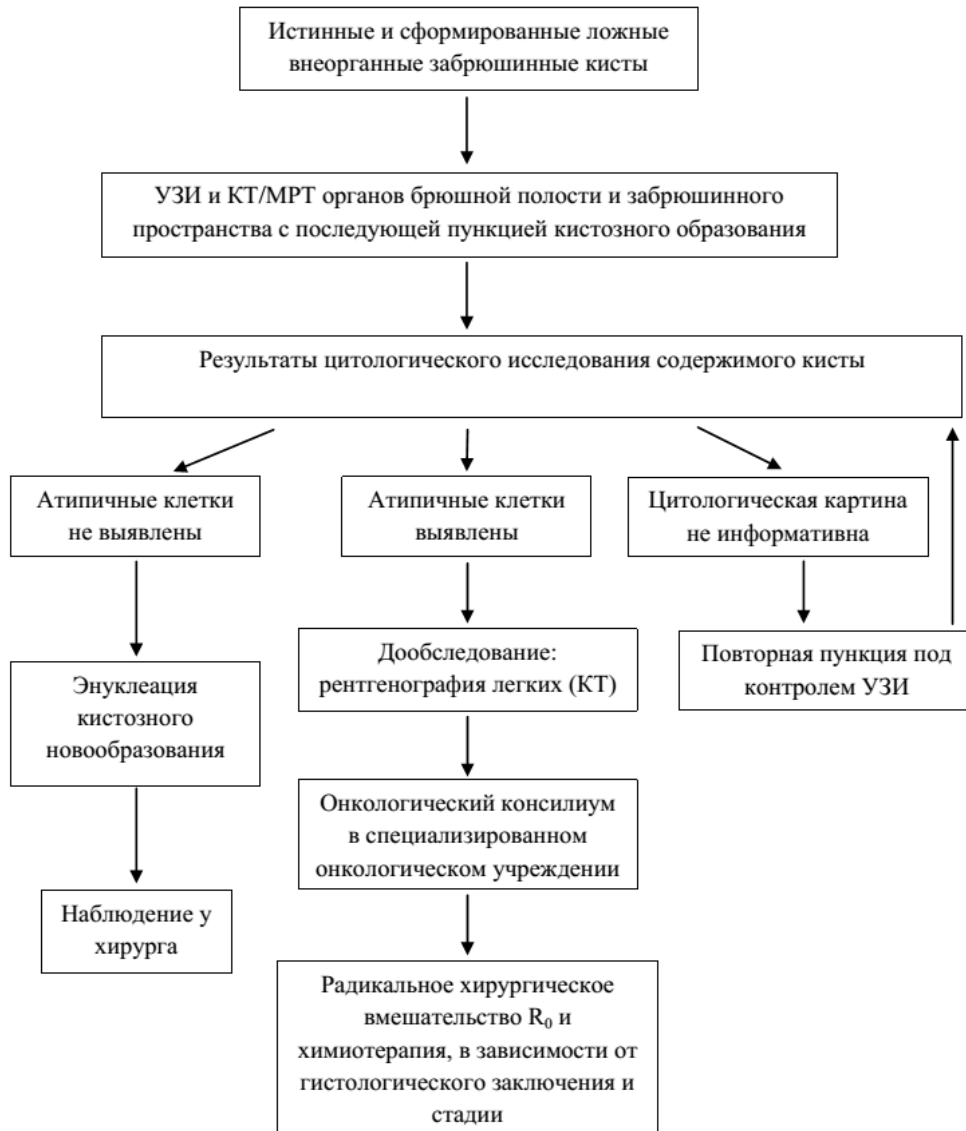 Истинные и сформированные ложные
внеорганные забрюшинные кисты
УЗИ и КТ/МРТ органов брюшной полости и забрюшинного
пространства с последующей пункцией кистозного образования
Результаты цитологического исследования содержимого кисты
Атипичные клетки
не выявлены
Атипичные клетки
выявлены
Цитологическая картина
не информативна
Энуклеация
кистозного
новообразования
Дообследование:
рентгенография легких (КТ)
Повторная пункция под
контролем УЗИ
Наблюдение у
хирурга
Онкологический консилиум
в специализированном
онкологическом учреждении
Радикальное хирургическое
вмешательство R₀ и
химиотерапия, в зависимости от
гистологического заключения и
стадии